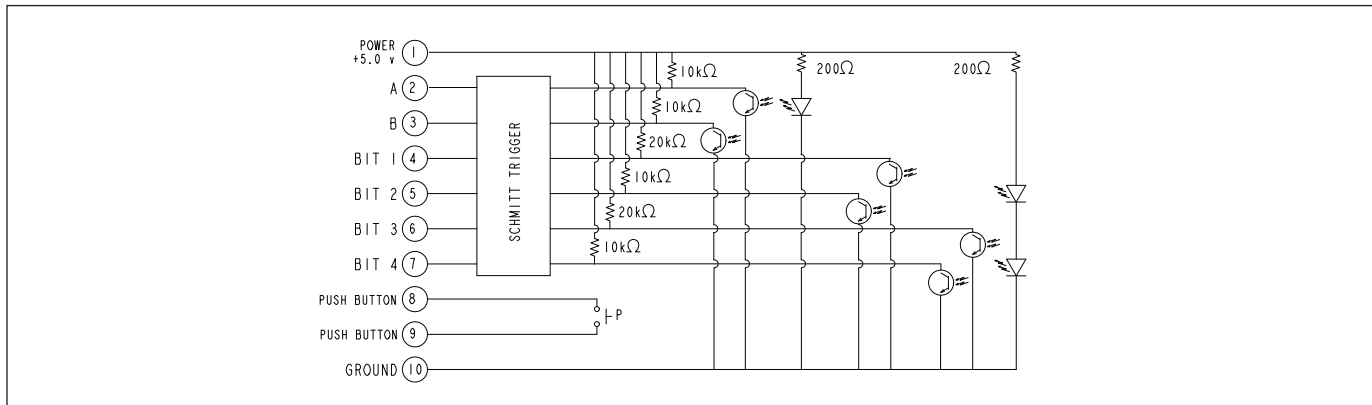 POWER
+5.0 v
1
A 2
B 3
BIT 1 4
BIT 2 5
BIT 3 6
BIT 4 7
PUSH BUTTON 8
PUSH BUTTON 9
GROUND 10
SCHMITT TRIGGER
10kΩ
10kΩ
20kΩ
10kΩ
20kΩ
10kΩ
200Ω
200Ω
P